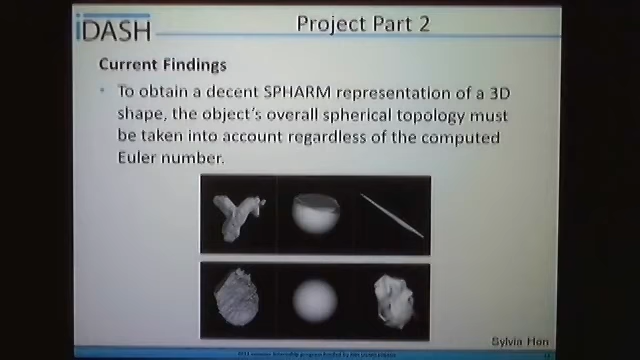 iDASH
Project Part 2
Current Findings
• To obtain a decent SPHARM representation of a 3D
shape, the object's overall spherical topology must
be taken into account regardless of the computed
Euler number.
Sylvia Hon